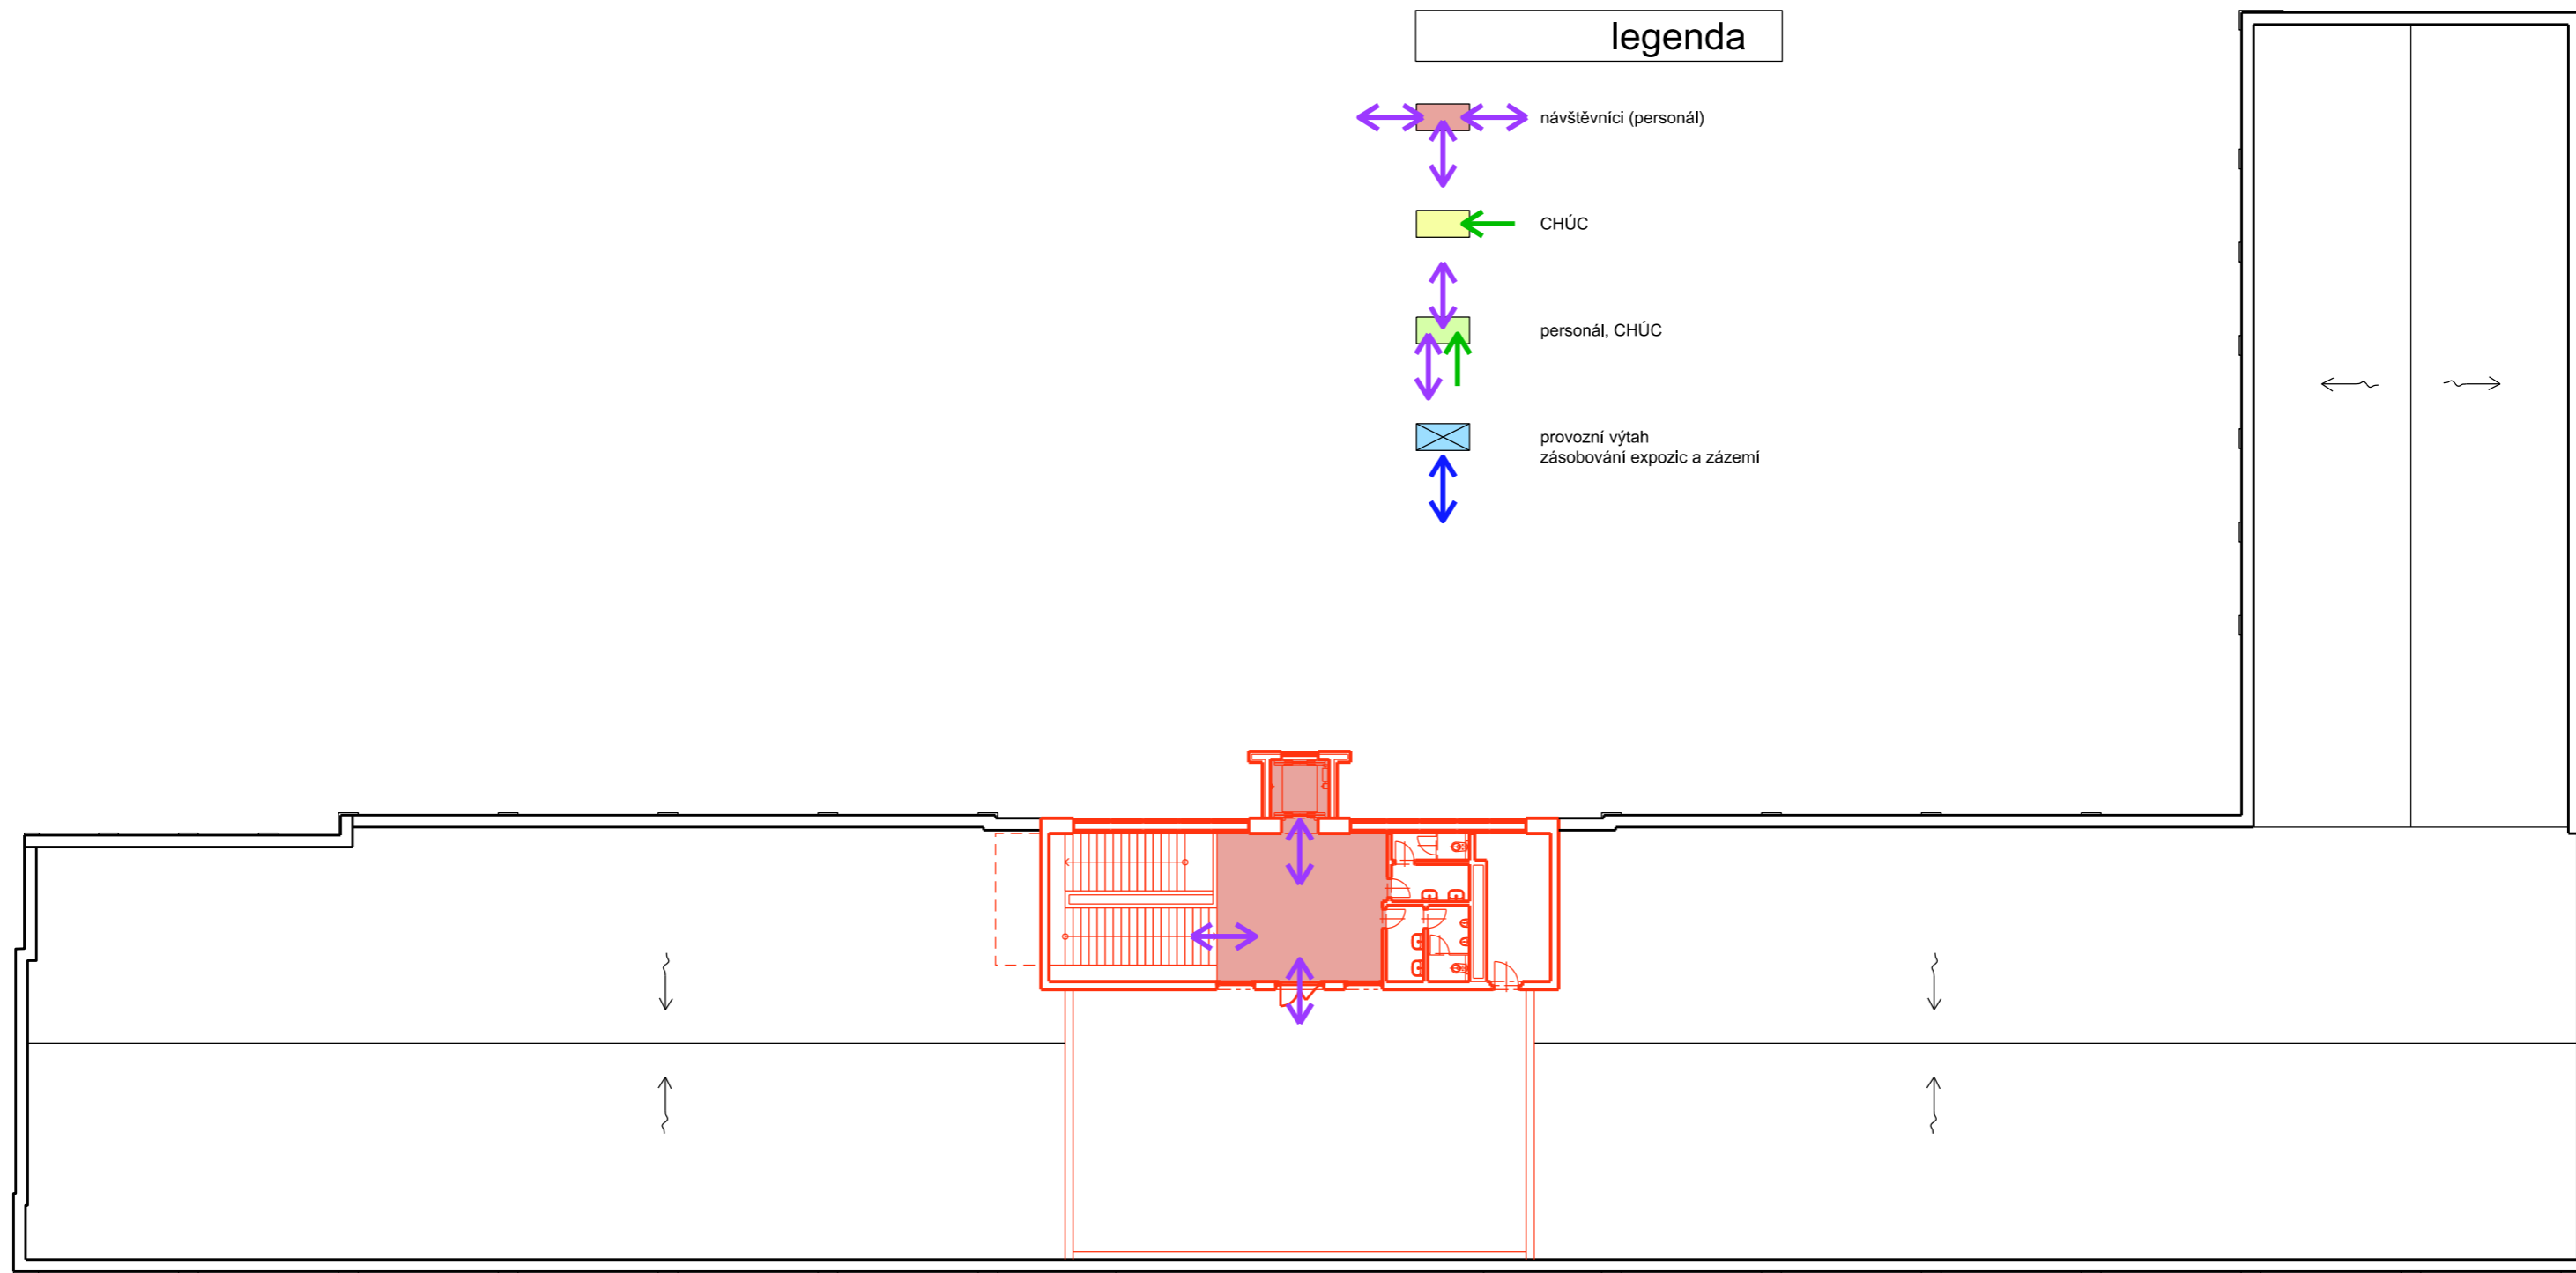 legenda
návštěvníci (personál)
CHÚC
personál, CHÚC
provozní výtah
zásobování expozic a zázemí